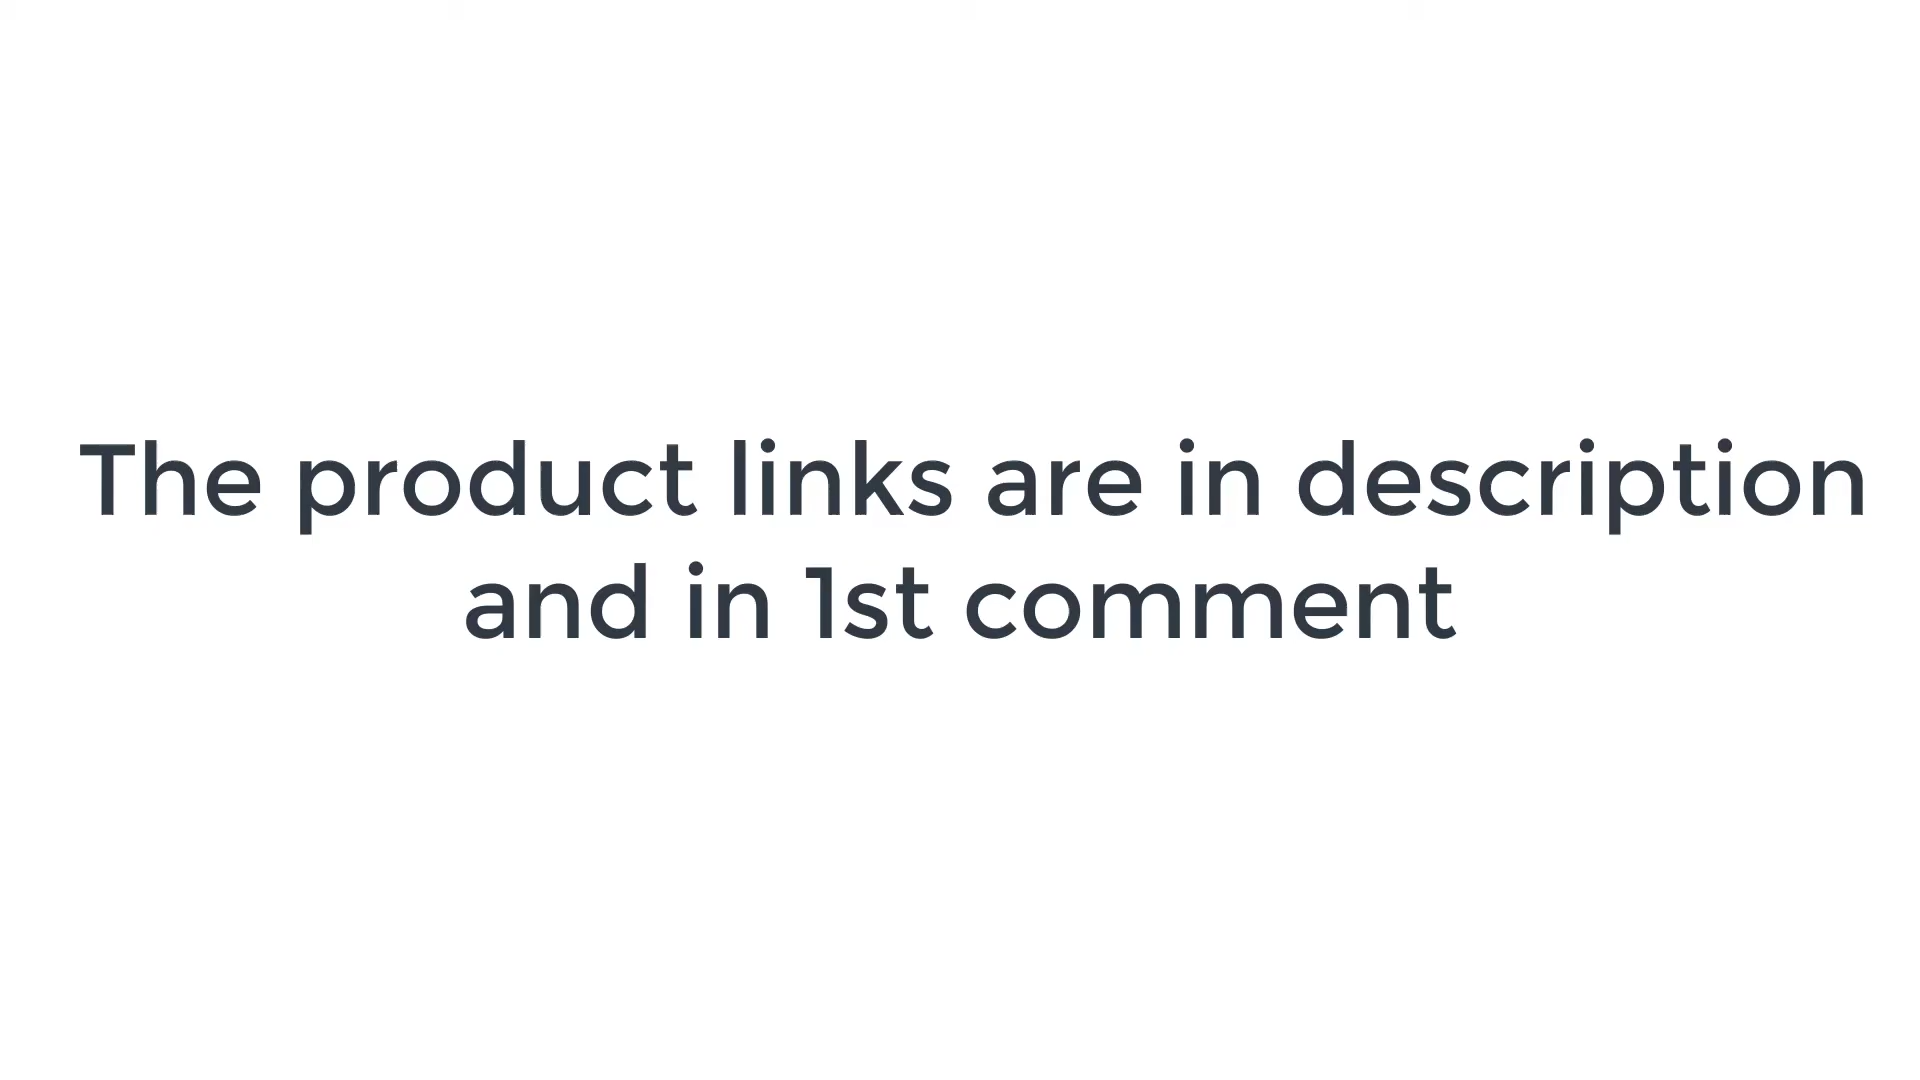 The product links are in description
and in 1st comment